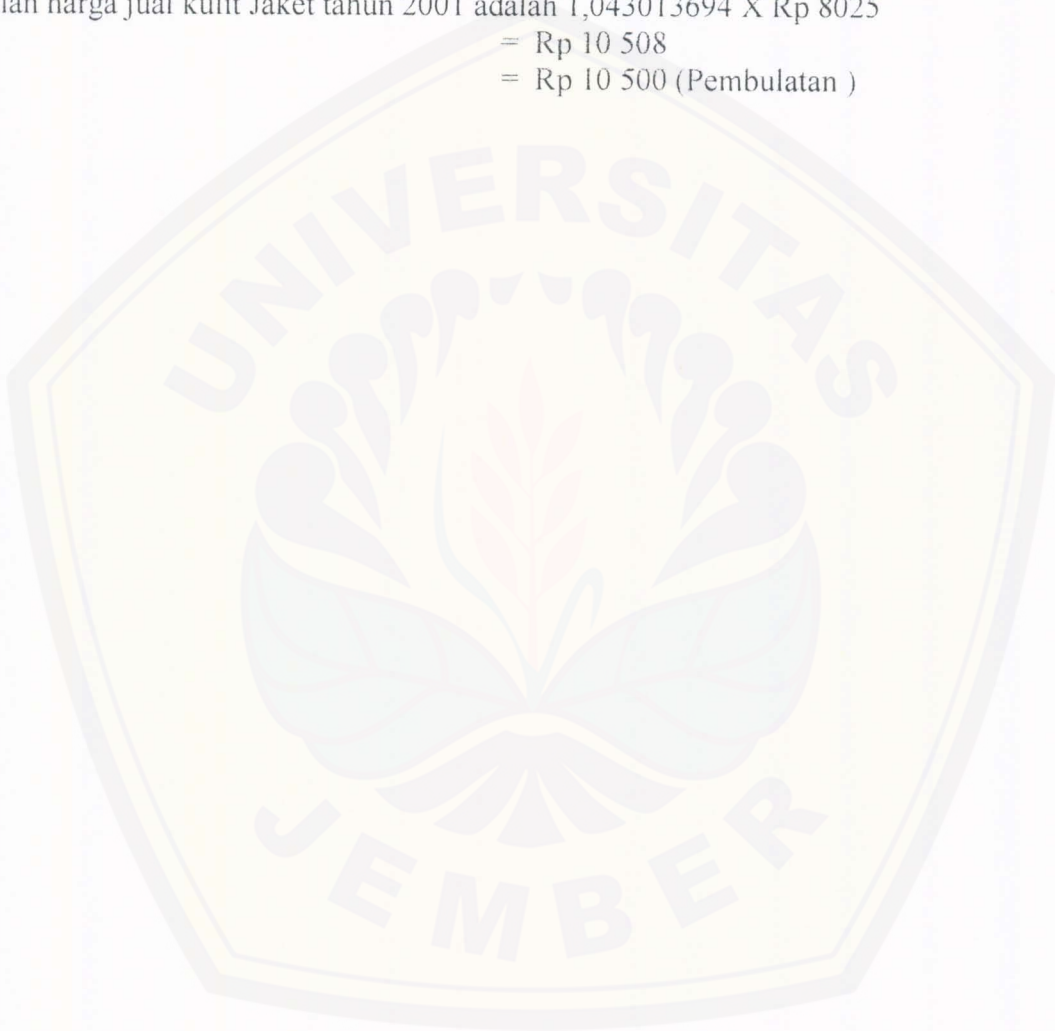 harga jual kulit Jaket tahun 2001 adalah 1,043013694 X Rp 8025
= Rp 10 508
= Rp 10 500 (Pembulatan )
UNIVERSITAS
JEMBER